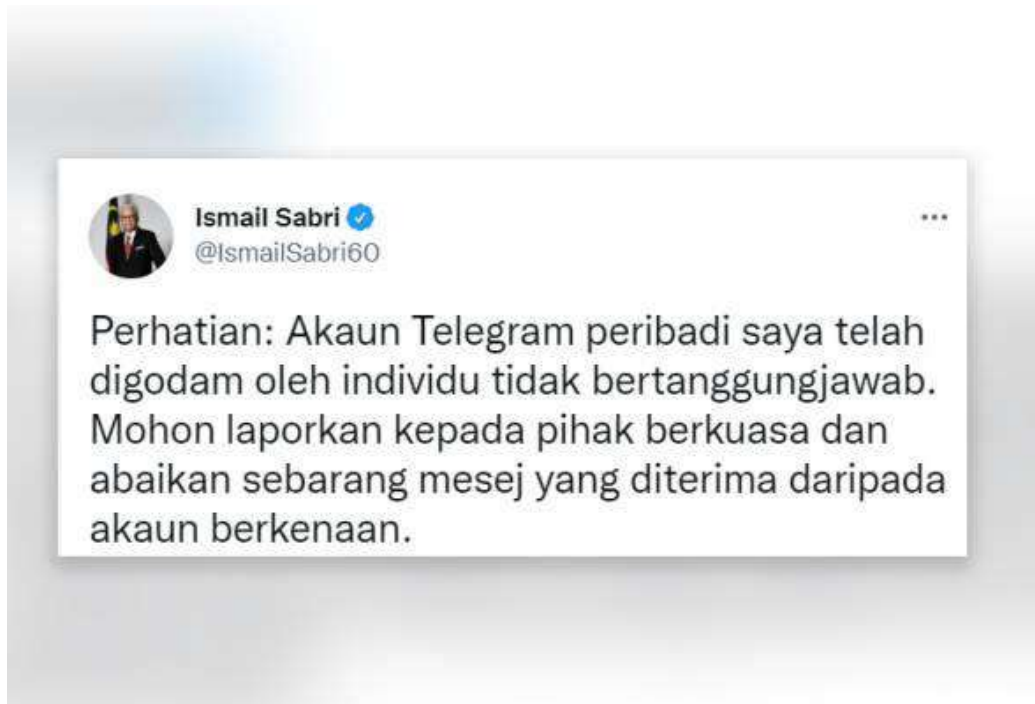 Ismail Sabri
@IsmailSabri60
Perhatian: Akaun Telegram peribadi saya telah
digodam oleh individu tidak bertanggungjawab.
Mohon laporkan kepada pihak berkuasa dan
abaikan sebarang mesej yang diterima daripada
akaun berkenaan.